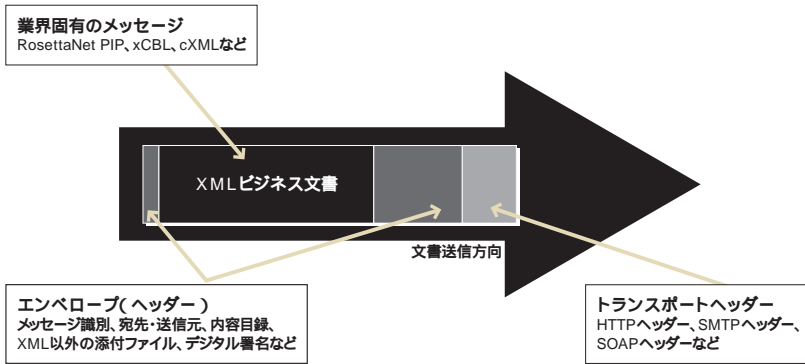 業界固有のメッセージ
RosettaNet PIP、xCBL、cXMLなど
XMLビジネス文書
文書送信方向
エンベロープ(ヘッダー)
メッセージ識別、宛先・送信元、内容目録、
XML以外の添付ファイル、デジタル署名など
トランスポートヘッダー
HTTPヘッダー、SMTPヘッダー、
SOAPヘッダーなど